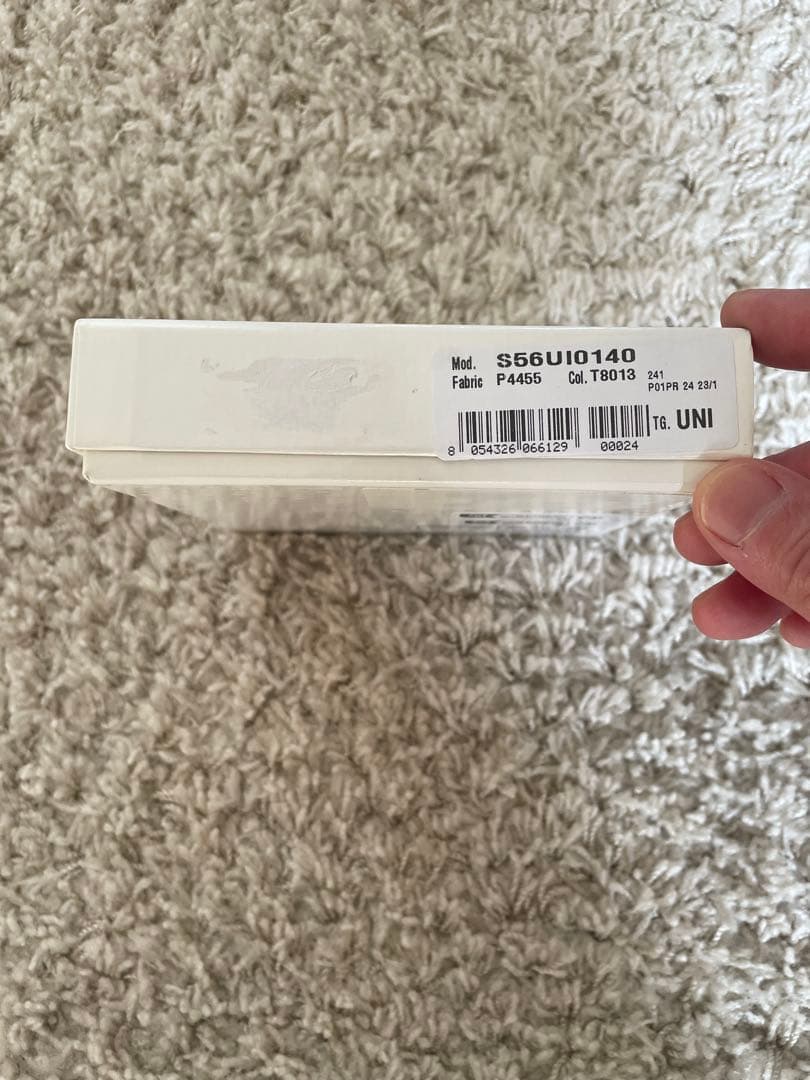 Mod. S56UI0140
Fabric P4455 Col. T8013 241
P01PR 24 23/1
8 054326 066129 00024 TG. UNI